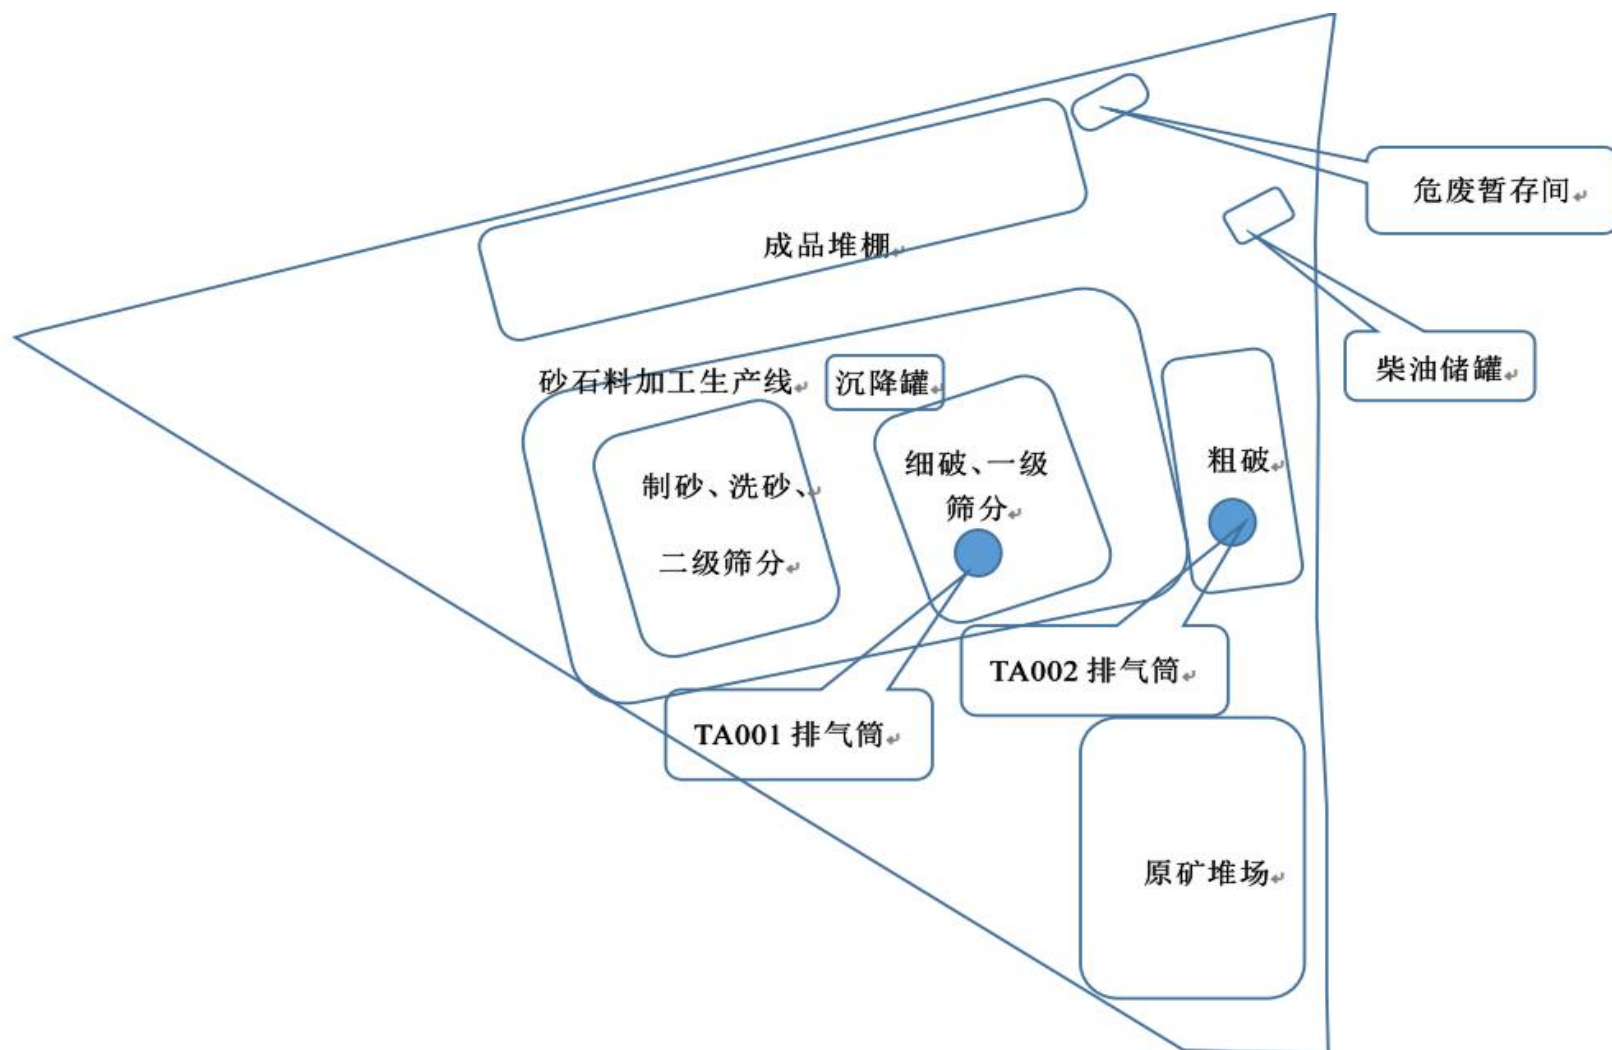 危废暂存间
成品堆棚
柴油储罐
砂石料加工生产线
沉降罐
细破、一级
筛分
粗破
制砂、洗砂、
二级筛分
TA002 排气筒
TA001 排气筒
原矿堆场